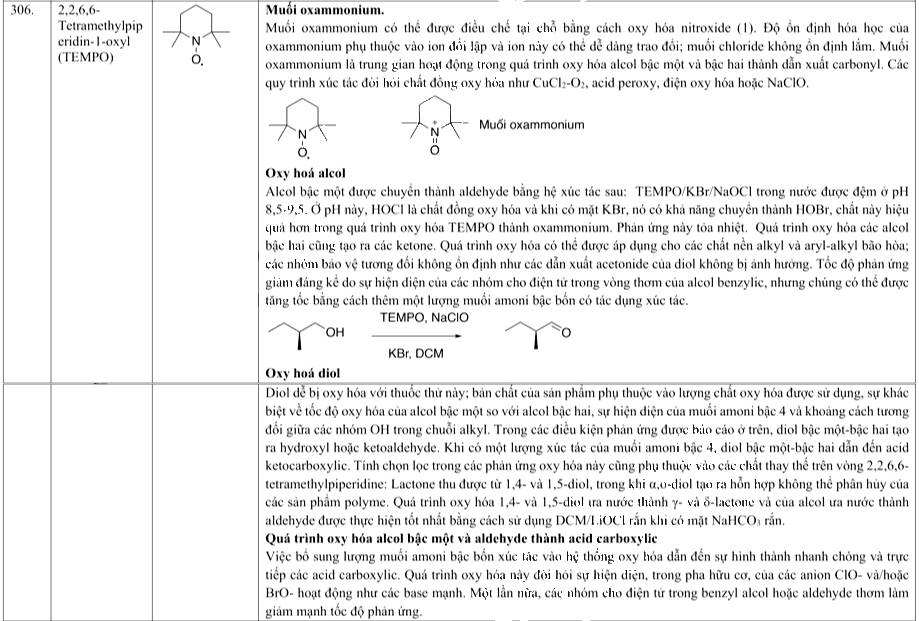 306.
2,2,6,6-
Tetramethylpip
eridin-1-oxyl
(TEMPO)
N
O.
Muối oxammonium.
Muối oxammonium có thể được điều chế tại chỗ bằng cách oxy hóa nitroxide (1). Độ ổn định hóa học của
oxammonium phụ thuộc vào ion đối lập và ion này có thể dễ dàng trao đổi; muối chloride không ổn định lắm. Muối
oxammonium là trung gian hoạt động trong quá trình oxy hóa alcol bậc một và bậc hai thành dẫn xuất carbonyl. Các
quy trình xúc tác đòi hỏi chất đồng oxy hóa như CuCl₂-O₂, acid peroxy, điện oxy hóa hoặc NaClO.
N
O.
N
+
O
Muối oxammonium
Oxy hoá alcol
Alcol bậc một được chuyển thành aldehyde bằng hệ xúc tác sau: TEMPO/KBr/NaOCl trong nước được đệm ở pH
8,5-9,5. Ở pH này, HOCl là chất đồng oxy hóa và khi có mặt KBr, nó có khả năng chuyển thành HOBr, chất này hiệu
quả hơn trong quá trình oxy hóa TEMPO thành oxammonium. Phản ứng này tỏa nhiệt. Quá trình oxy hóa các alcol
bậc hai cũng tạo ra các ketone. Quá trình oxy hóa có thể được áp dụng cho các chất nền alkyl và aryl-alkyl bão hòa;
các nhóm bảo vệ tương đối không ổn định như các dẫn xuất acetonide của diol không bị ảnh hưởng. Tốc độ phản ứng
giảm đáng kể do sự hiện diện của các nhóm cho điện tử trong vòng thơm của alcol benzylic, nhưng chúng có thể được
tăng tốc bằng cách thêm một lượng muối amoni bậc bốn có tác dụng xúc tác.
OH
TEMPO, NaClO
KBr, DCM
O
Oxy hoá diol
Diol dễ bị oxy hóa với thuốc thử này; bản chất của sản phẩm phụ thuộc vào lượng chất oxy hóa được sử dụng, sự khác
biệt về tốc độ oxy hóa của alcol bậc một so với alcol bậc hai, sự hiện diện của muối amoni bậc 4 và khoảng cách tương
đối giữa các nhóm OH trong chuỗi alkyl. Trong các điều kiện phản ứng được báo cáo ở trên, diol bậc một-bậc hai tạo
ra hydroxyl hoặc ketoaldehyde. Khi có một lượng xúc tác của muối amoni bậc 4, diol bậc một-bậc hai dẫn đến acid
ketocarboxylic. Tính chọn lọc trong các phản ứng oxy hóa này cũng phụ thuộc vào các chất thay thế trên vòng 2,2,6,6-
tetramethylpiperidine: Lactone thu được từ 1,4- và 1,5-diol, trong khi α,ω-diol tạo ra hỗn hợp không thể phân hủy của
các sản phẩm polyme. Quá trình oxy hóa 1,4- và 1,5-diol ưa nước thành γ- và δ-lactone và của alcol ưa nước thành
aldehyde được thực hiện tốt nhất bằng cách sử dụng DCM/LiOCl rắn khi có mặt NaHCO₃ rắn.
Quá trình oxy hóa alcol bậc một và aldehyde thành acid carboxylic
Việc bổ sung lượng muối amoni bậc bốn xúc tác vào hệ thống oxy hóa dẫn đến sự hình thành nhanh chóng và trực
tiếp các acid carboxylic. Quá trình oxy hóa này đòi hỏi sự hiện diện, trong pha hữu cơ, của các anion ClO- và/hoặc
BrO- hoạt động như các base mạnh. Một lần nữa, các nhóm cho điện tử trong benzyl alcol hoặc aldehyde thơm làm
giảm mạnh tốc độ phản ứng.